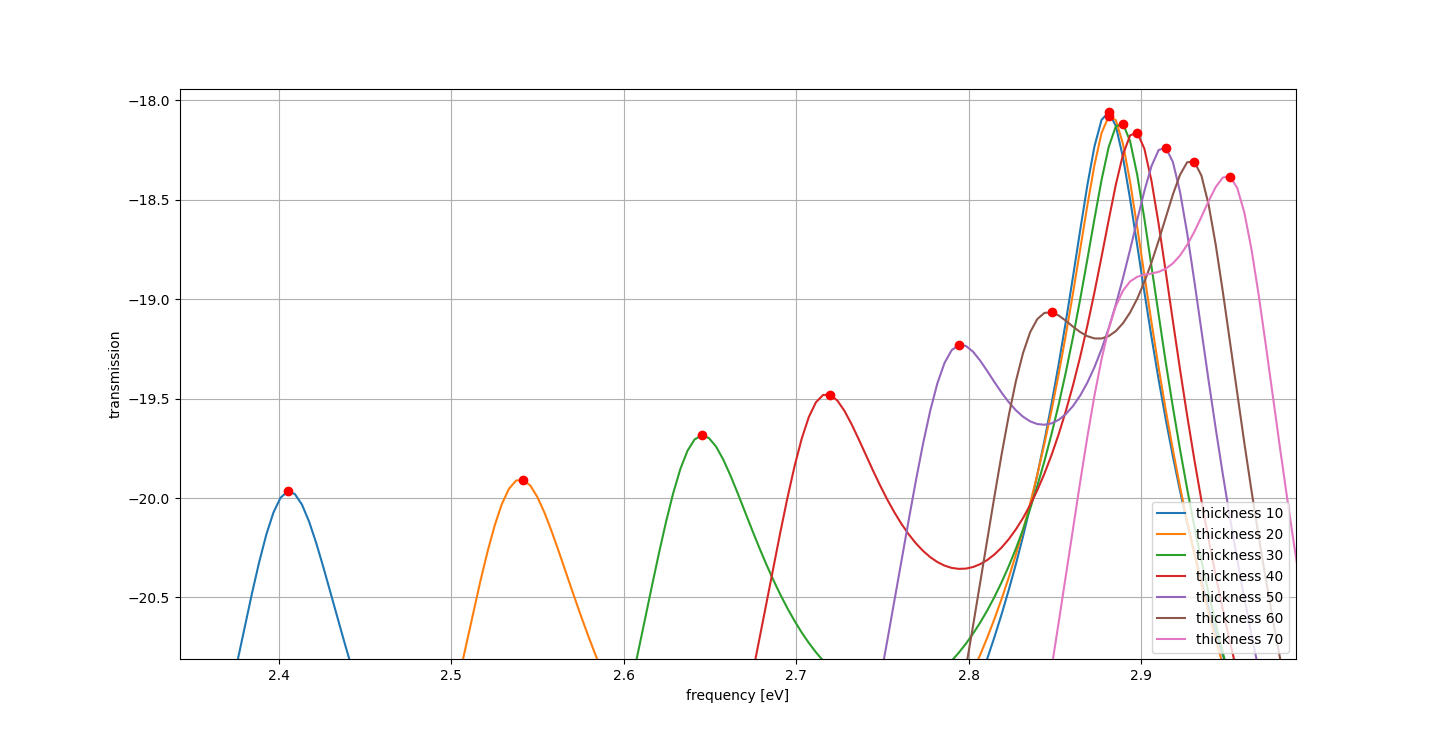 −18.0
−18.5
−19.0
−19.5
−20.0
−20.5
transmission
2.4
2.5
2.6
2.7
2.8
2.9
frequency [eV]
thickness 10
thickness 20
thickness 30
thickness 40
thickness 50
thickness 60
thickness 70